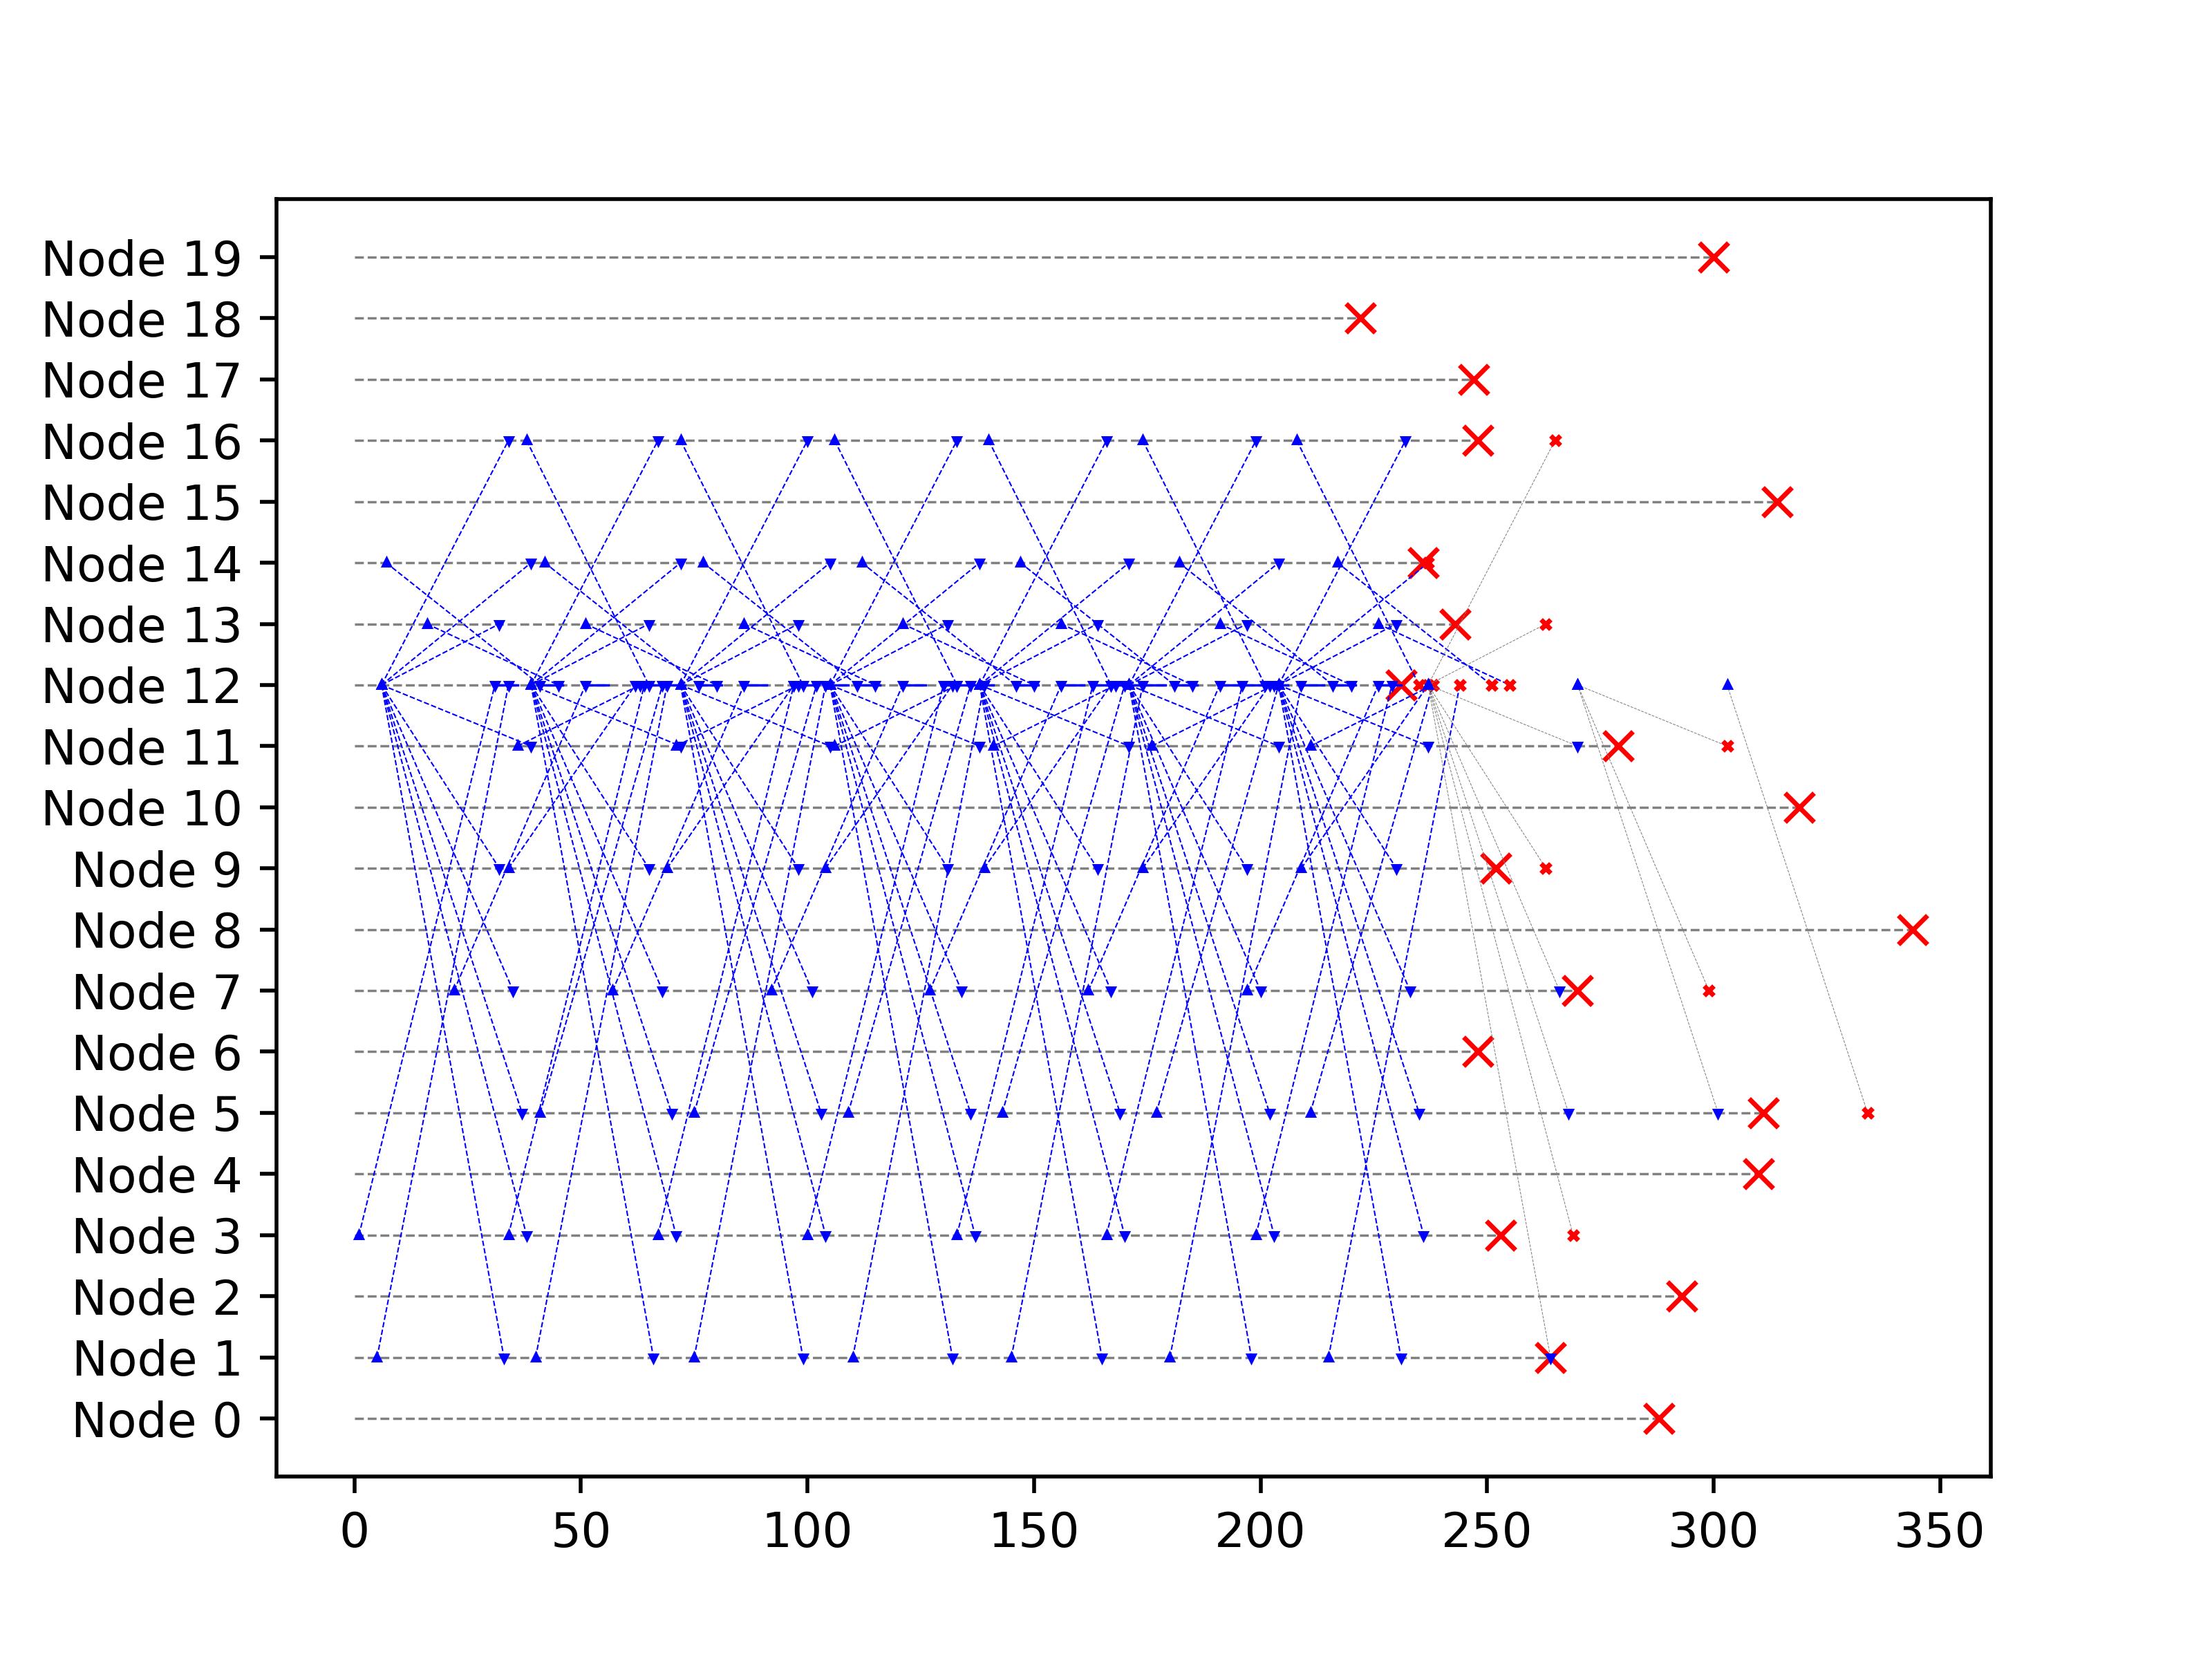 Node 19
Node 18
Node 17
Node 16
Node 15
Node 14
Node 13
Node 12
Node 11
Node 10
Node 9
Node 8
Node 7
Node 6
Node 5
Node 4
Node 3
Node 2
Node 1
Node 0
0 50 100 150 200 250 300 350